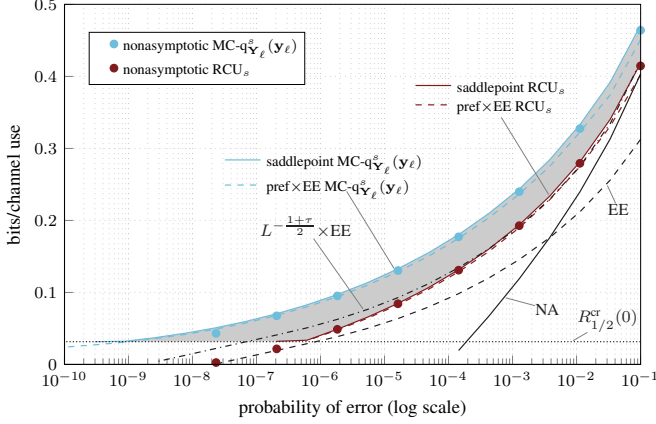 0.5
nonasymptotic MC-q^s_{Y_ℓ}(y_ℓ)
nonasymptotic RCU_s
0.4
saddlepoint RCU_s
pref×EE RCU_s
0.3
saddlepoint MC-q^s_{Y_ℓ}(y_ℓ)
pref×EE MC-q^s_{Y_ℓ}(y_ℓ)
EE
L^{-\frac{1+τ}{2}}×EE
0.2
0.1
NA
R^{cr}_{1/2}(0)
0
10^{-10} 10^{-9} 10^{-8} 10^{-7} 10^{-6} 10^{-5} 10^{-4} 10^{-3} 10^{-2} 10^{-1}
probability of error (log scale)
bits/channel use